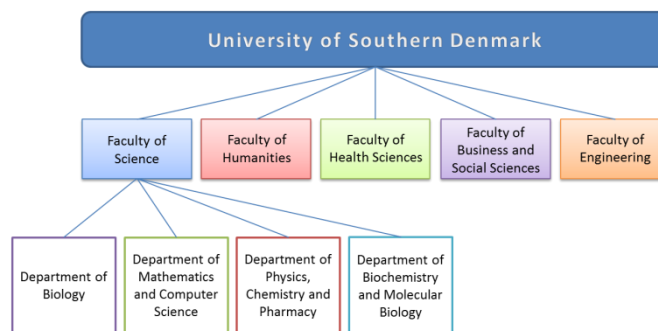 University of Southern Denmark
Faculty of
Science
Faculty of
Humanities
Faculty of
Health Sciences
Faculty of
Business and
Social Sciences
Faculty of
Engineering
Department of
Biology
Department of
Mathematics
and Computer
Science
Department of
Physics,
Chemistry and
Pharmacy
Department of
Biochemistry
and Molecular
Biology